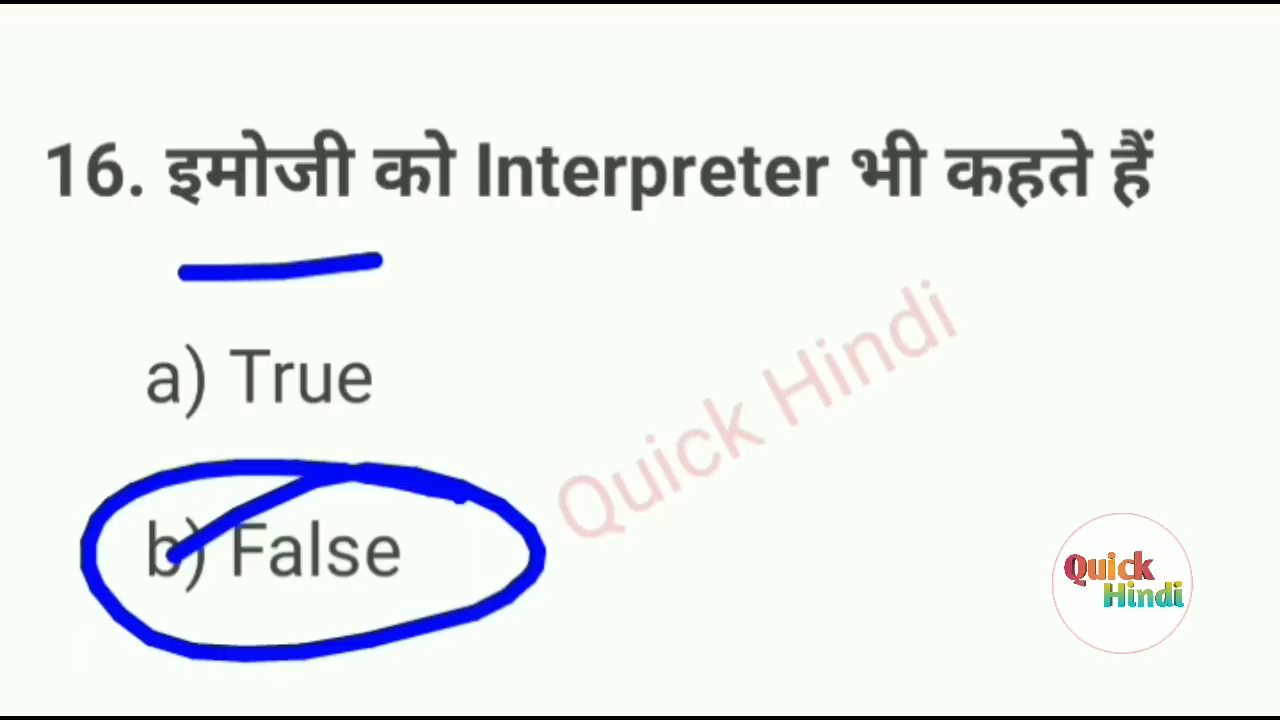 16. इमोजी को Interpreter भी कहते हैं
a) True
b) False
Quick Hindi
Quick
Hindi